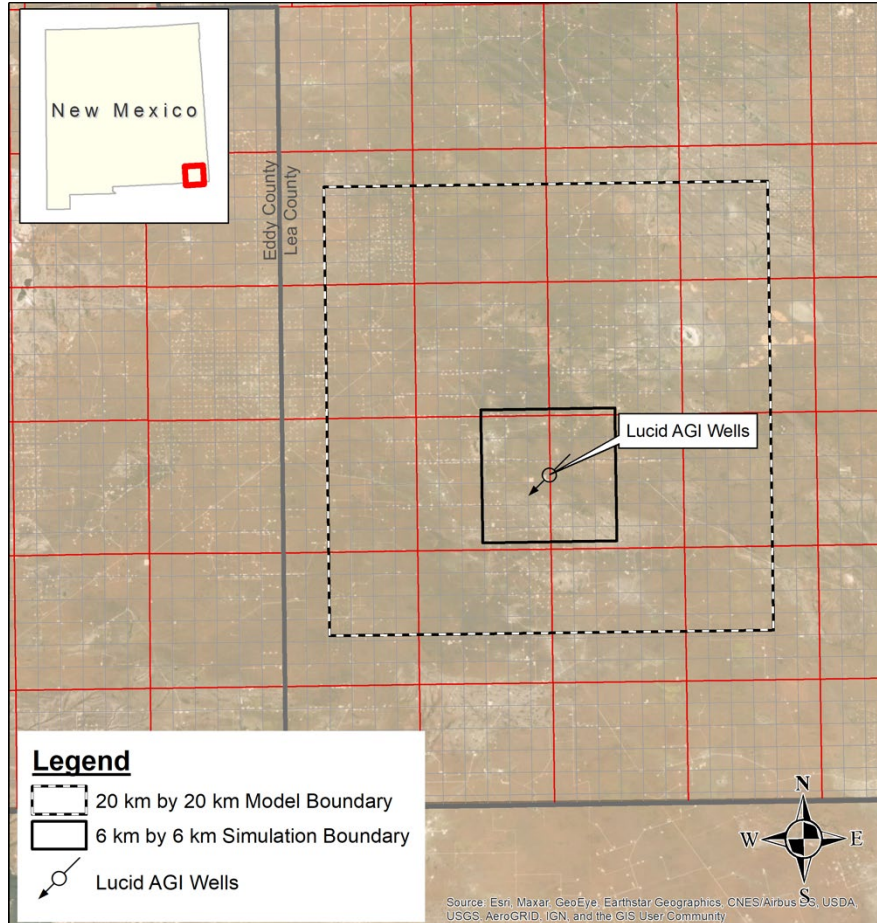 New Mexico
Eddy County
Lea County
Lucid AGI Wells
Legend
20 km by 20 km Model Boundary
6 km by 6 km Simulation Boundary
Lucid AGI Wells
N
W
E
S
Source: Esri, Maxar, GeoEye, Earthstar Geographics, CNES/Airbus DS, USDA,
USGS, AeroGRID, IGN, and the GIS User Community